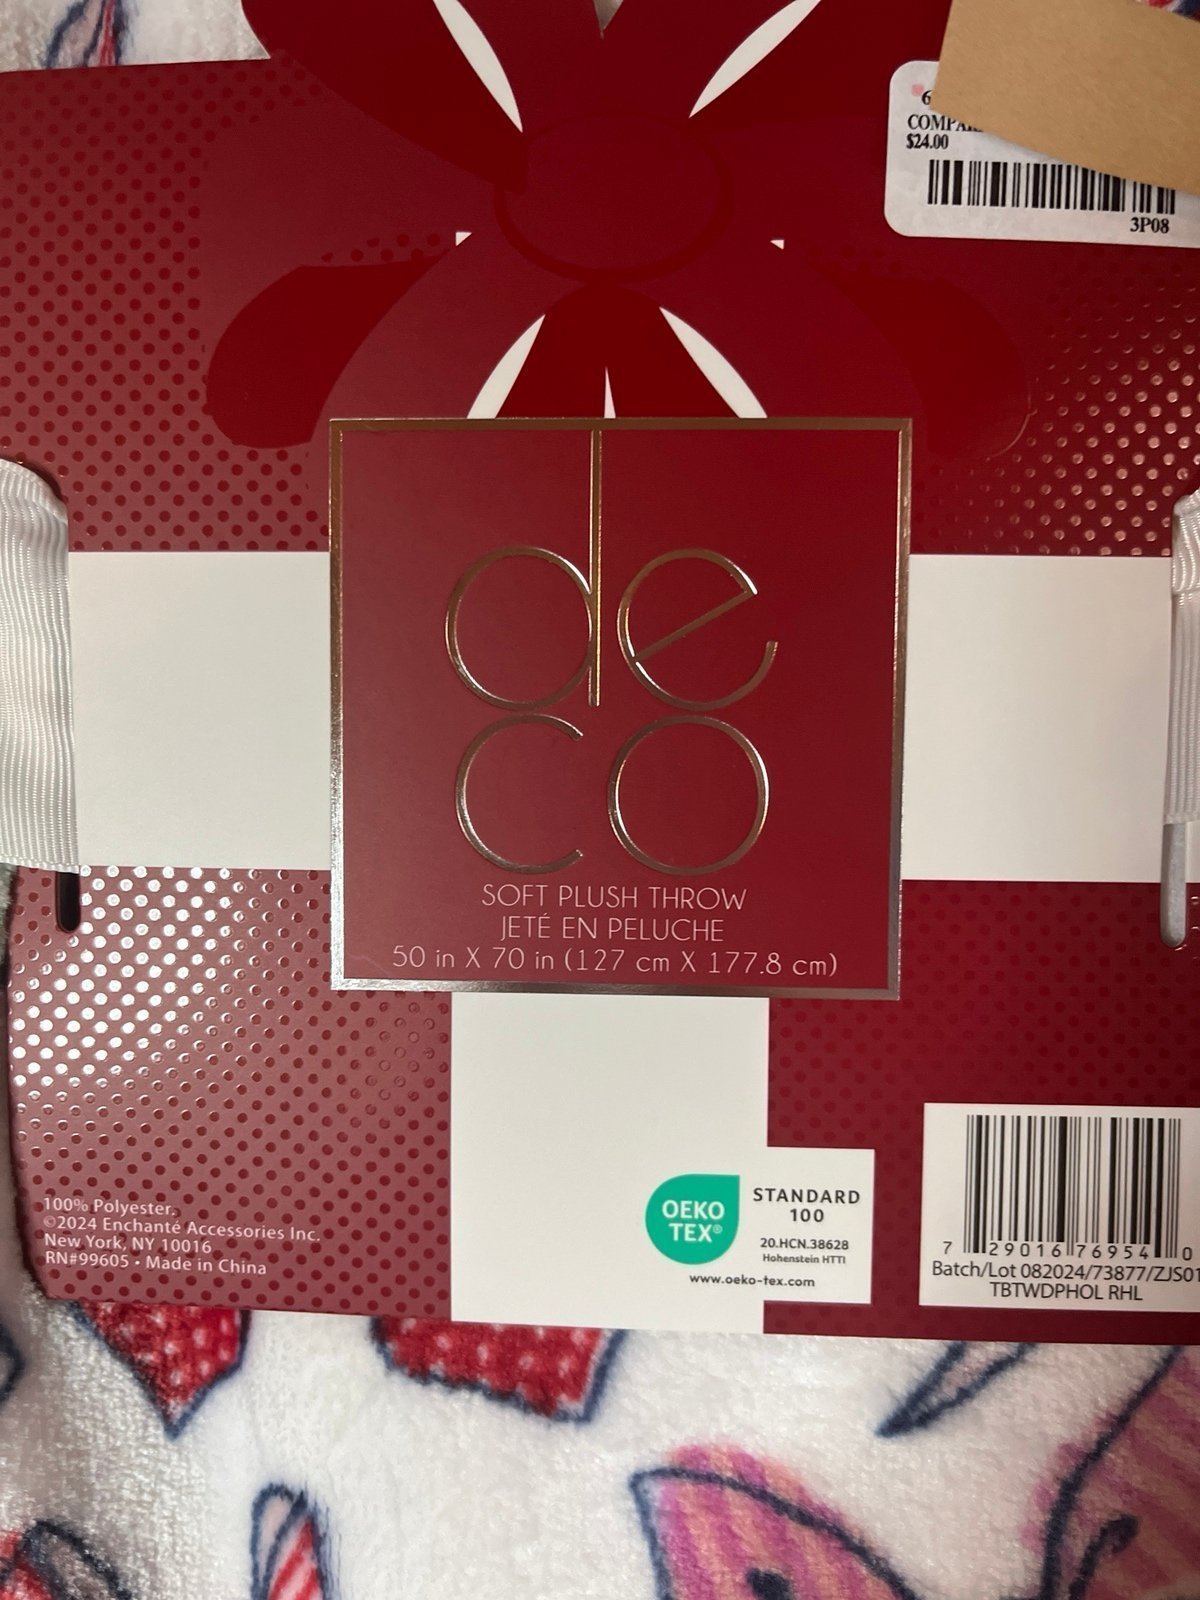 6
$24.00
3P08
de
co
SOFT PLUSH THROW
JETÉ EN PELUCHE
50 in X 70 in (127 cm X 177.8 cm)
100% Polyester.
©2024 Enchanté Accessories Inc.
New York, NY 10016
RN#99605 • Made in China
OEKO
TEX®
STANDARD
100
20.HCN.38628
Hohenstein HTTI
www.oeko-tex.com
7 29016 76954 0
Batch/Lot 082024/73877/ZJS01
TBTWDPHOL RHL